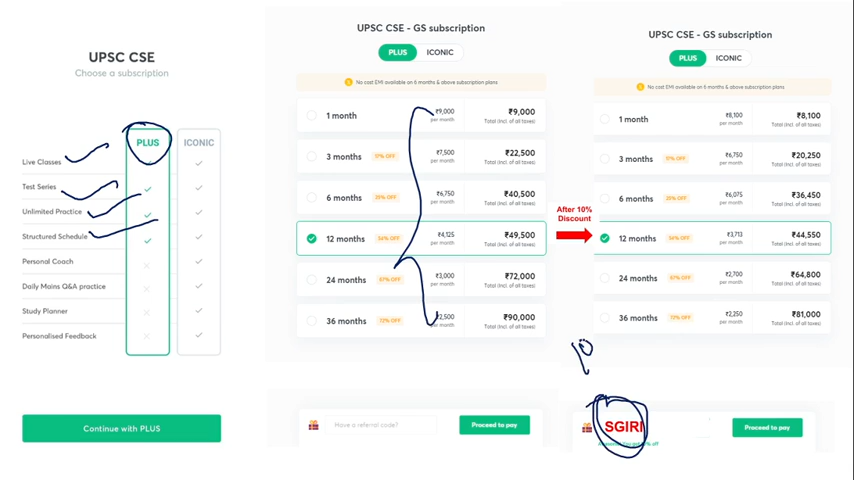 UPSC CSE
Choose a subscription
PLUS
ICONIC
Live Classes
Test Series
Unlimited Practice
Structured Schedule
Personal Coach
Daily Mains Q&A practice
Study Planner
Personalised Feedback
Continue with PLUS
UPSC CSE - GS subscription
PLUS ICONIC
No cost EMI available on 6 months & above subscription plans
1 month ₹9,000 per month ₹9,000 Total (Incl. of all taxes)
3 months 17% OFF ₹7,500 per month ₹22,500 Total (Incl. of all taxes)
6 months 25% OFF ₹6,750 per month ₹40,500 Total (Incl. of all taxes)
12 months 54% OFF ₹4,125 per month ₹49,500 Total (Incl. of all taxes)
24 months 67% OFF ₹3,000 per month ₹72,000 Total (Incl. of all taxes)
36 months 72% OFF ₹2,500 per month ₹90,000 Total (Incl. of all taxes)
Have a referral code?
Proceed to pay
After 10%
Discount
UPSC CSE - GS subscription
PLUS ICONIC
No cost EMI available on 6 months & above subscription plans
1 month ₹8,100 per month ₹8,100 Total (Incl. of all taxes)
3 months 17% OFF ₹6,750 per month ₹20,250 Total (Incl. of all taxes)
6 months 25% OFF ₹6,075 per month ₹36,450 Total (Incl. of all taxes)
12 months ₹3,713 per month ₹44,550 Total (Incl. of all taxes)
24 months 67% OFF ₹2,700 per month ₹64,800 Total (Incl. of all taxes)
36 months 72% OFF ₹2,250 per month ₹81,000 Total (Incl. of all taxes)
10
SGIRI
Proceed to pay